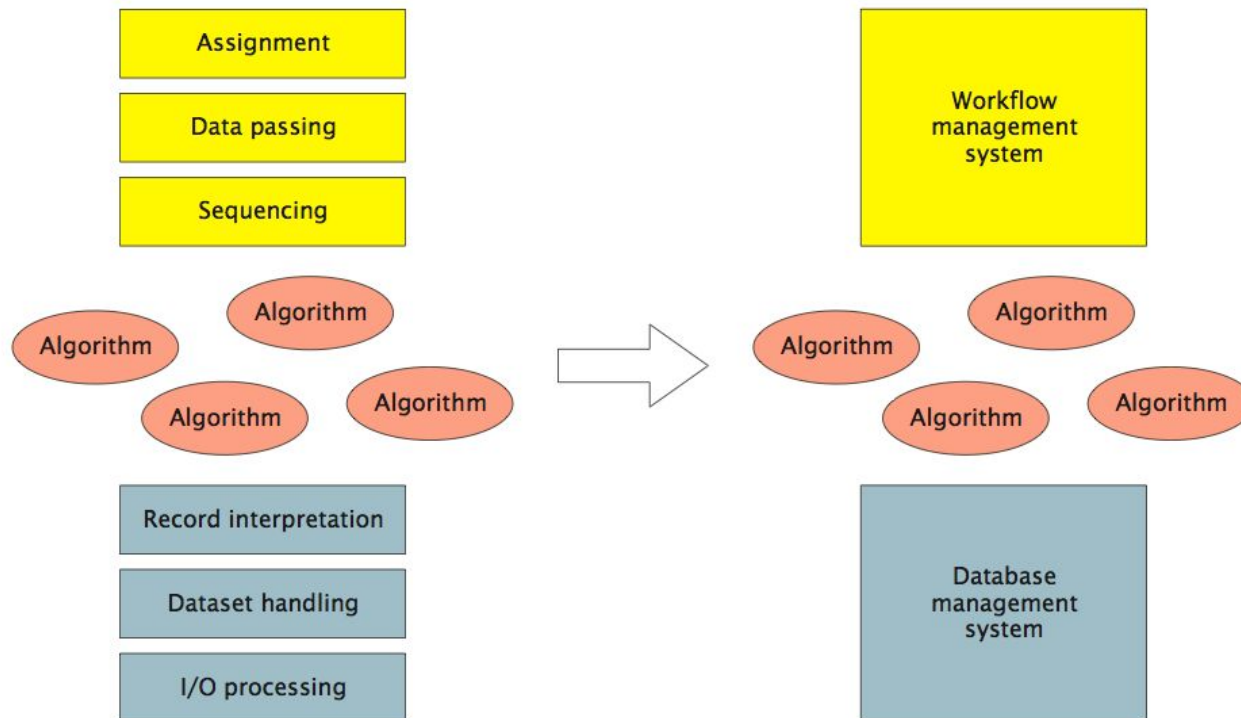 Assignment
Data passing
Sequencing
Algorithm
Algorithm
Algorithm
Algorithm
Record interpretation
Dataset handling
I/O processing
Workflow
management
system
Algorithm
Algorithm
Algorithm
Algorithm
Database
management
system